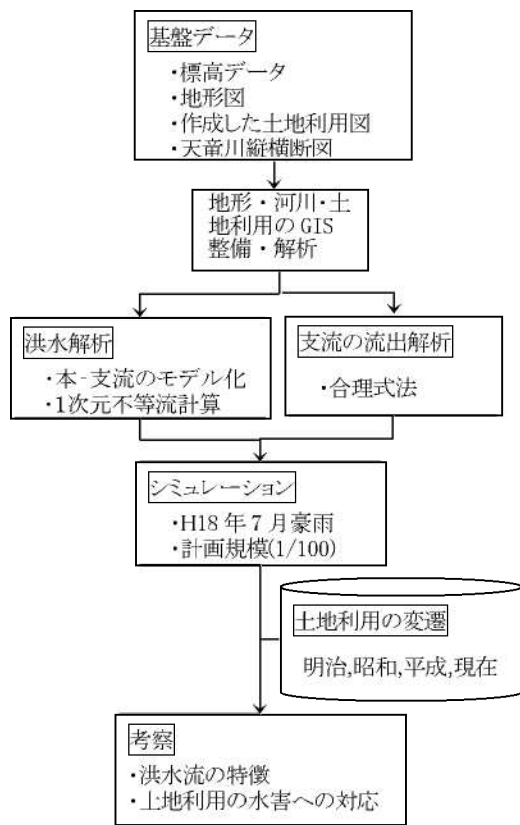 基盤データ
・標高データ
・地形図
・作成した土地利用図
・天竜川縦横断図
地形・河川・土
地利用の GIS
整備・解析
洪水解析
・本-支流のモデル化
・1次元不等流計算
支流の流出解析
・合理式法
シミュレーション
・H18 年 7 月豪雨
・計画規模(1/100)
土地利用の変遷
明治,昭和,平成,現在
考察
・洪水流の特徴
・土地利用の水害への対応